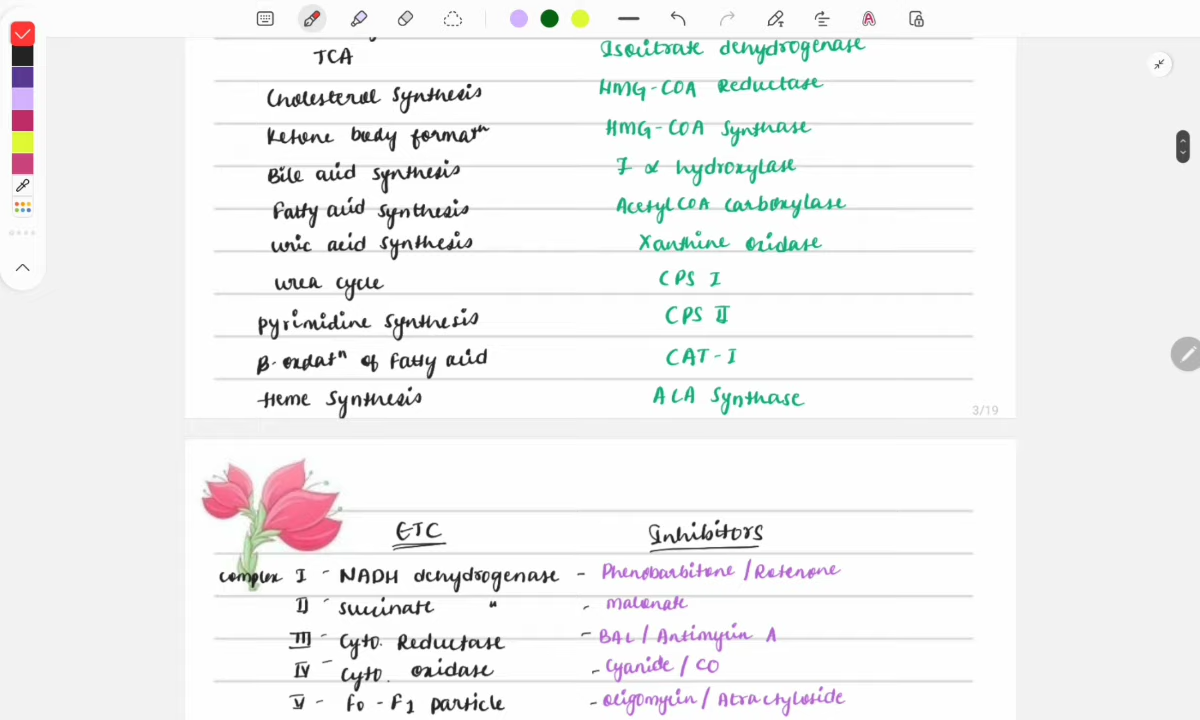 TCA Isocitrate dehydrogenase
Cholesterol Synthesis HMG-COA Reductase
Ketone body formatⁿ HMG-COA Synthase
Bile acid synthesis 7 α hydroxylase
Fatty acid synthesis Acetyl COA carboxylase
uric acid synthesis Xanthine oxidase
urea cycle CPS I
pyrimidine synthesis CPS II
β-oxdatⁿ of Fatty acid CAT-I
Heme Synthesis ALA Synthase
3/19
ETC Inhibitors
complex I - NADH dehydrogenase - Phenobarbitone / Rotenone
II - succinate " - malonate
III - Cyto. Reductase - BAL / Antimycin A
IV - Cyto. oxidase - Cyanide / CO
V - F0 - F1 particle - oligomycin / Atractyloside